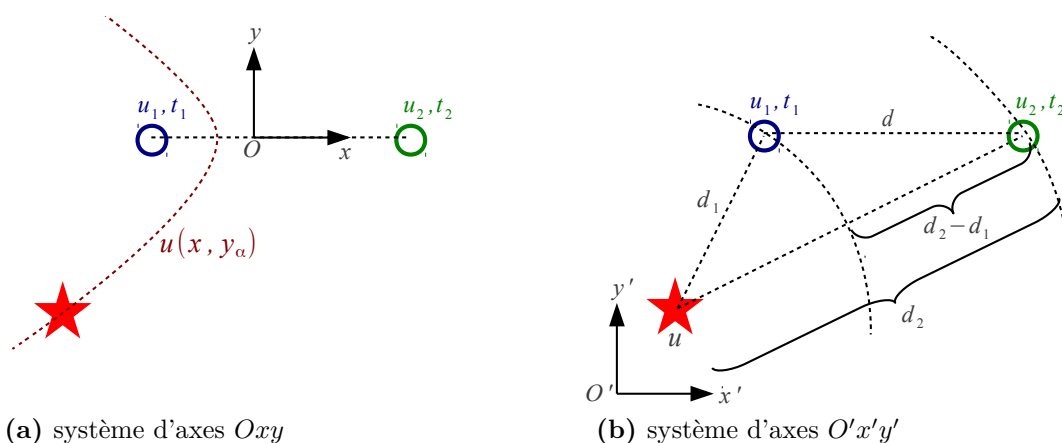 y
u₁,t₁
u₂,t₂
O
x
u(x, yα)
u₁,t₁
u₂,t₂
d
d₁
d₂−d₁
y'
u
d₂
O'
x'
(a) système d'axes Oxy
(b) système d'axes O'x'y'